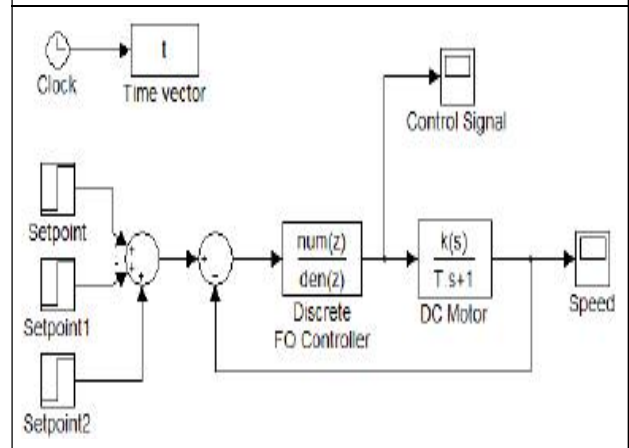 t
Clock
Time vector
Control Signal
Setpoint
+
-
+
+
+
-
num(z)
den(z)
k(s)
T.s+1
Setpoint1
Discrete
FO Controller
DC Motor
Speed
Setpoint2